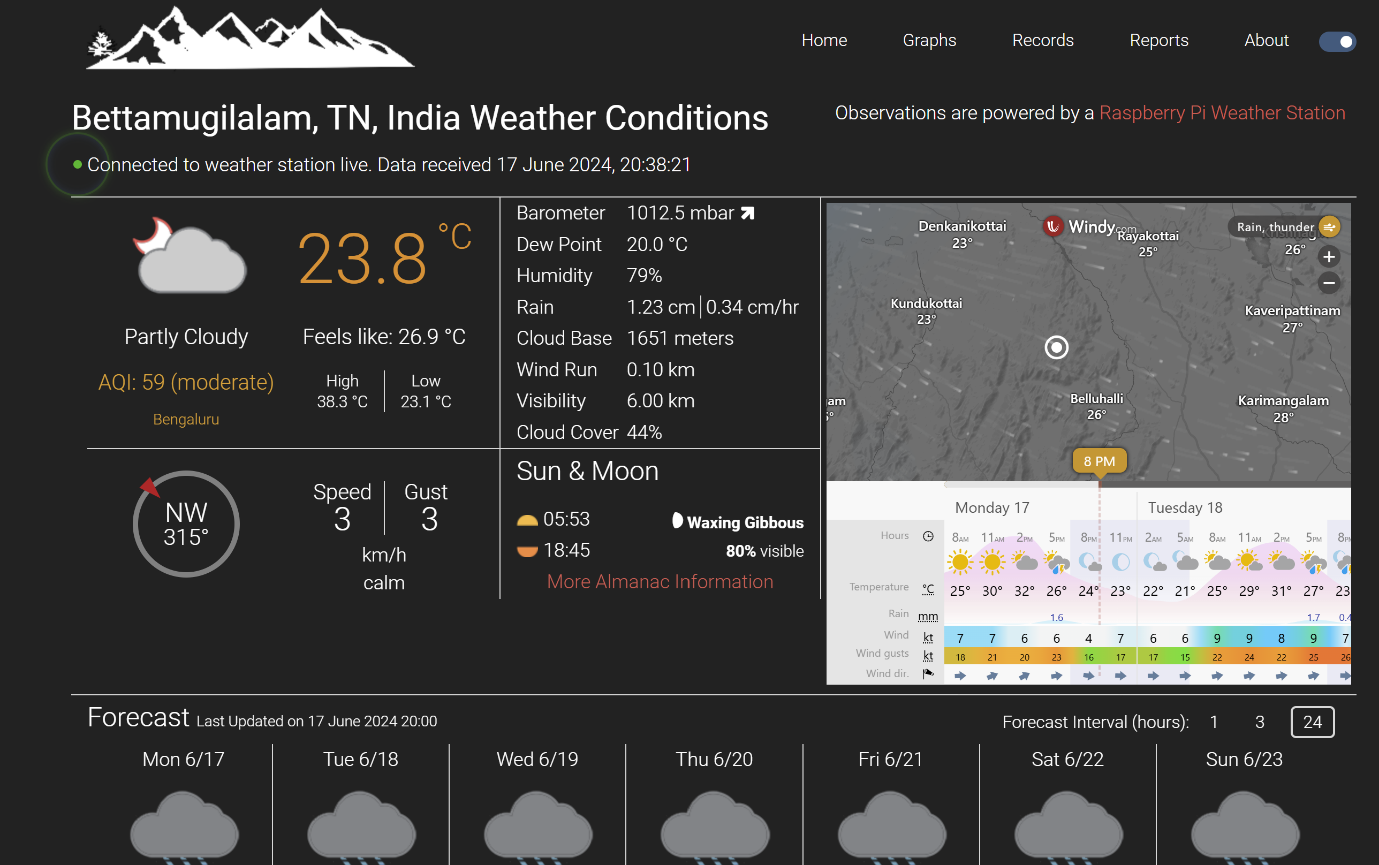 Home Graphs Records Reports About
Bettamugilalam, TN, India Weather Conditions
Observations are powered by a Raspberry Pi Weather Station
Connected to weather station live. Data received 17 June 2024, 20:38:21
23.8 °C
Partly Cloudy
Feels like: 26.9 °C
AQI: 59 (moderate)
Bengaluru
High Low
38.3 °C 23.1 °C
Barometer 1012.5 mbar
Dew Point 20.0 °C
Humidity 79%
Rain 1.23 cm 0.34 cm/hr
Cloud Base 1651 meters
Wind Run 0.10 km
Visibility 6.00 km
Cloud Cover 44%
NW
315°
Speed Gust
3 3
km/h
calm
Sun & Moon
05:53 Waxing Gibbous
18:45 80% visible
More Almanac Information
Denkanikottai
23°
Windy.com
Rayakottai
25°
Rain, thunder
26°
Kundukottai
23°
Kaveripattinam
27°
am
Belluhalli
26°
Karimangalam
28°
8 PM
Monday 17 Tuesday 18
Hours 8AM 11AM 2PM 5PM 8PM 11PM 2AM 5AM 8AM 11AM 2PM 5PM 8PM
Temperature °C 25° 30° 32° 26° 24° 23° 22° 21° 25° 29° 31° 27° 23
Rain mm 1.6 1.7 0.4
Wind kt 7 7 6 6 4 7 6 6 9 9 8 9 7
Wind gusts kt 18 21 20 23 16 17 17 15 22 24 22 25 26
Wind dir.
Forecast Last Updated on 17 June 2024 20:00
Forecast Interval (hours): 1 3 24
Mon 6/17 Tue 6/18 Wed 6/19 Thu 6/20 Fri 6/21 Sat 6/22 Sun 6/23